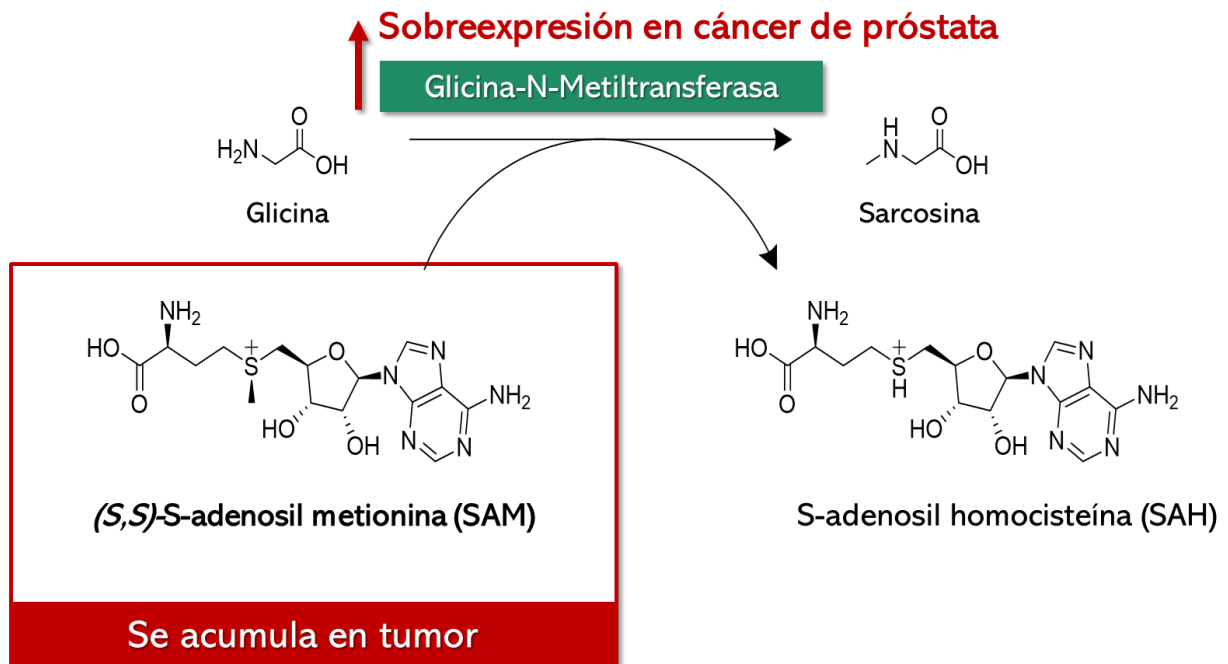 Sobreexpresión en cáncer de próstata
Glicina-N-Metiltransferasa
H₂N
O
OH
Glicina
H
N
O
OH
Sarcosina
NH₂
HO
O
S
+
O
HO
OH
N
N
N
N
NH₂
(S,S)-S-adenosil metionina (SAM)
Se acumula en tumor
NH₂
HO
O
S
+
H
O
HO
OH
N
N
N
N
NH₂
S-adenosil homocisteína (SAH)